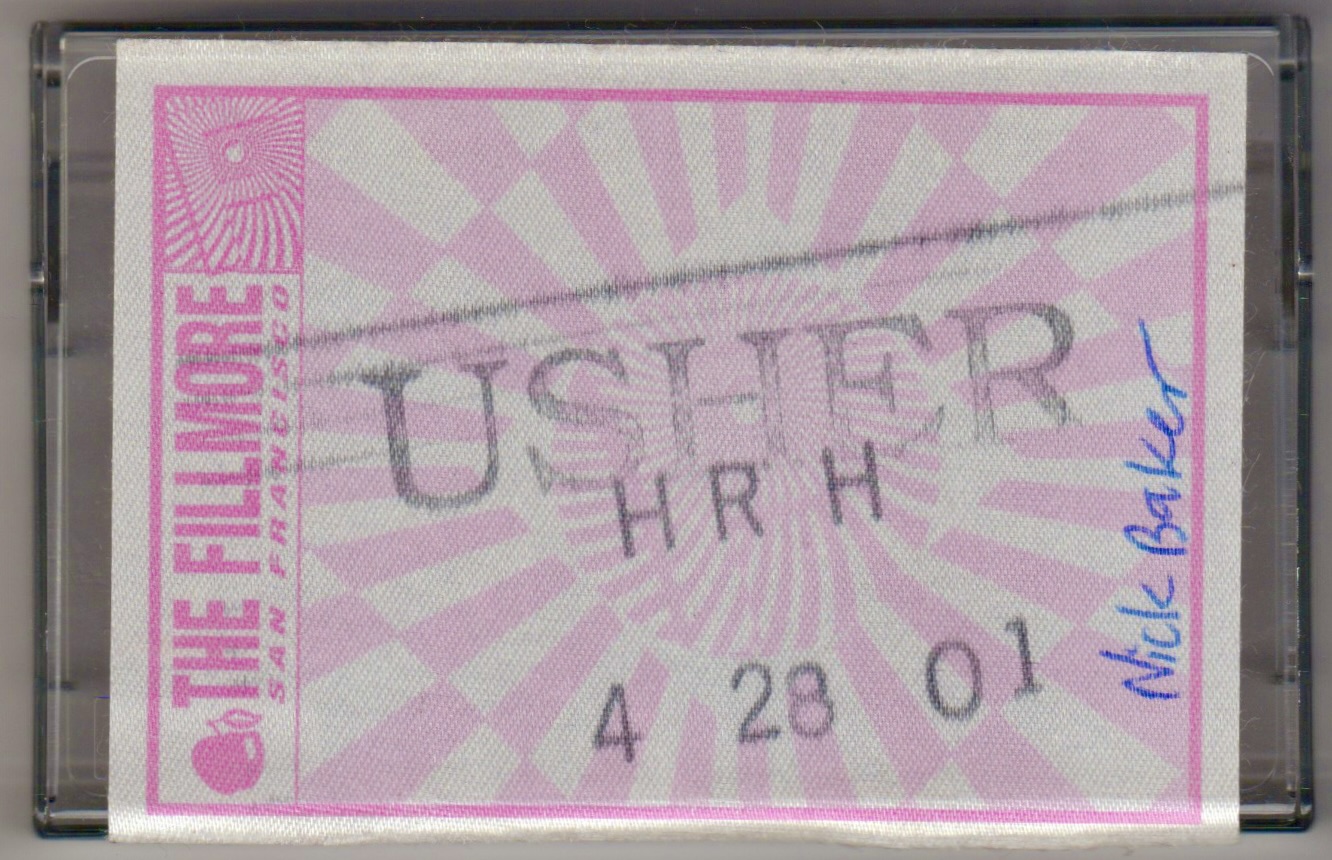 THE FILLMORE
SAN FRANCISCO
USHER
HRH
4 28 01
Nick Baker